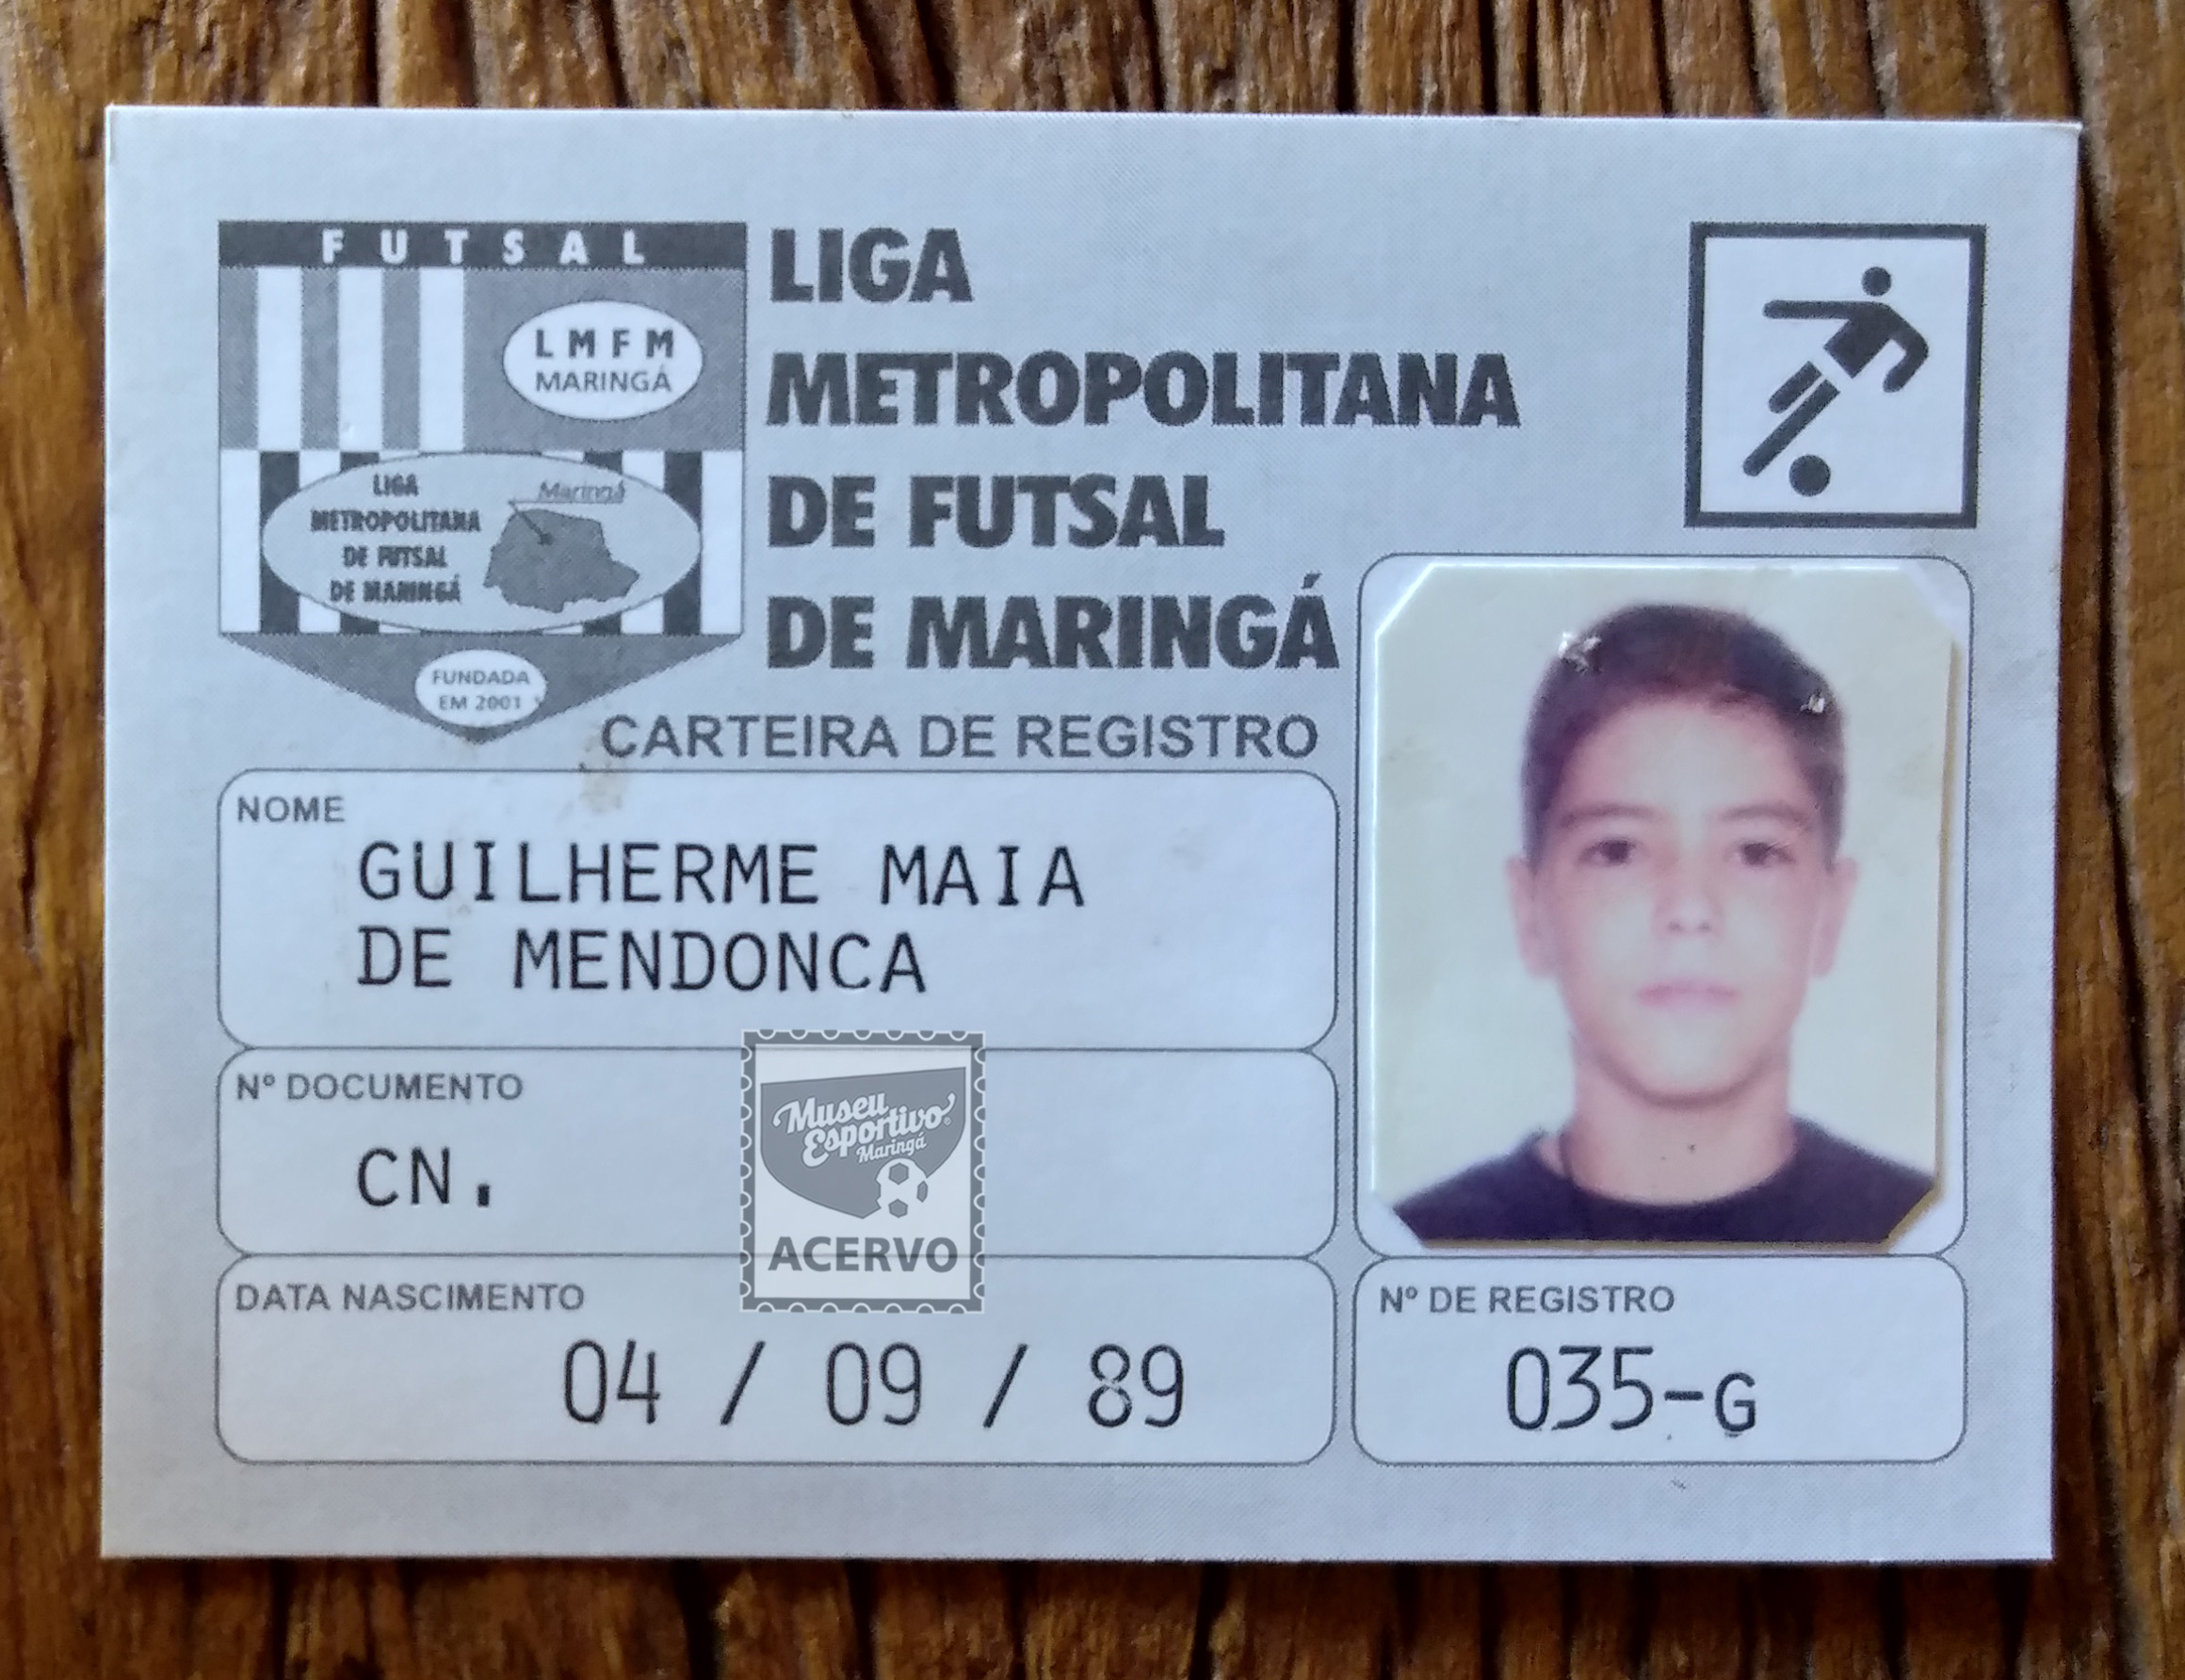 FUTSAL
LMFM
MARINGÁ
LIGA
METROPOLITANA
DE FUTSAL
DE MARINGÁ
Maringá
FUNDADA
EM 2001
LIGA
METROPOLITANA
DE FUTSAL
DE MARINGÁ
CARTEIRA DE REGISTRO
NOME
GUILHERME MAIA
DE MENDONCA
Nº DOCUMENTO
CN.
Museu
Esportivo
Maringá
ACERVO
DATA NASCIMENTO
04 / 09 / 89
Nº DE REGISTRO
035-G